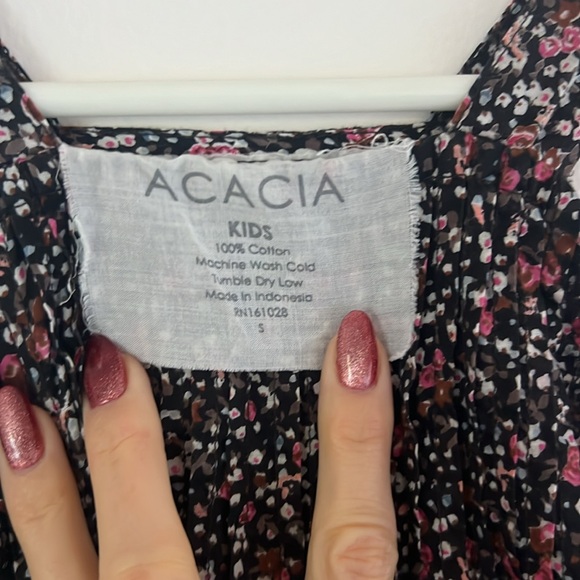 ACACIA
KIDS
100% Cotton
Machine Wash Cold
Tumble Dry Low
Made in Indonesia
RN161028
S